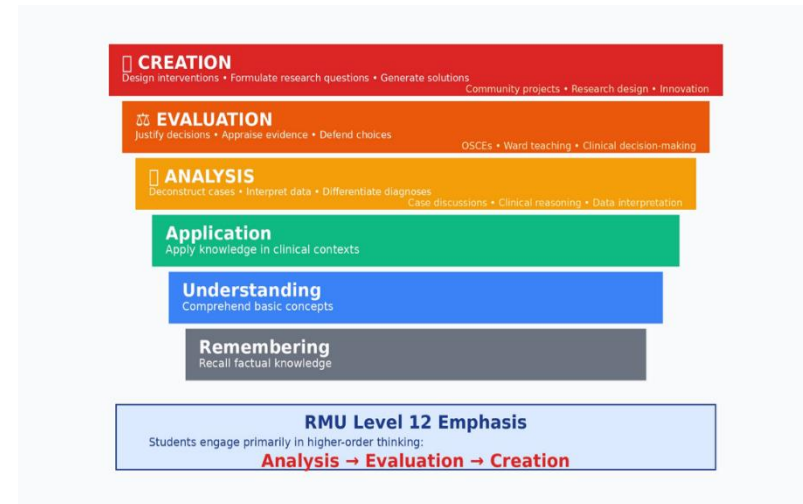 CREATION
Design interventions • Formulate research questions • Generate solutions
Community projects • Research design • Innovation
⚖ EVALUATION
Justify decisions • Appraise evidence • Defend choices
OSCEs • Ward teaching • Clinical decision-making
ANALYSIS
Deconstruct cases • Interpret data • Differentiate diagnoses
Case discussions • Clinical reasoning • Data interpretation
Application
Apply knowledge in clinical contexts
Understanding
Comprehend basic concepts
Remembering
Recall factual knowledge
RMU Level 12 Emphasis
Students engage primarily in higher-order thinking:
Analysis → Evaluation → Creation